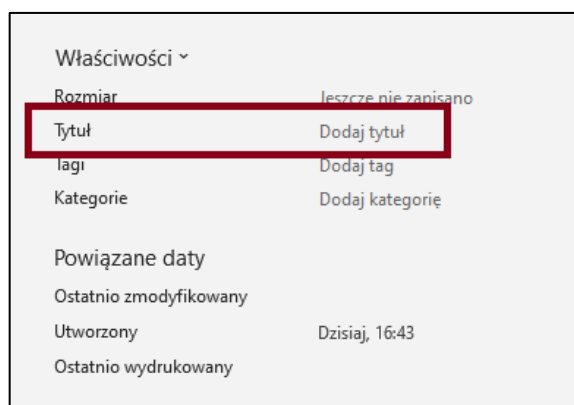 Właściwości
Rozmiar Jeszcze nie zapisano
Tytuł Dodaj tytuł
Tagi Dodaj tag
Kategorie Dodaj kategorię
Powiązane daty
Ostatnio zmodyfikowany
Utworzony Dzisiaj, 16:43
Ostatnio wydrukowany